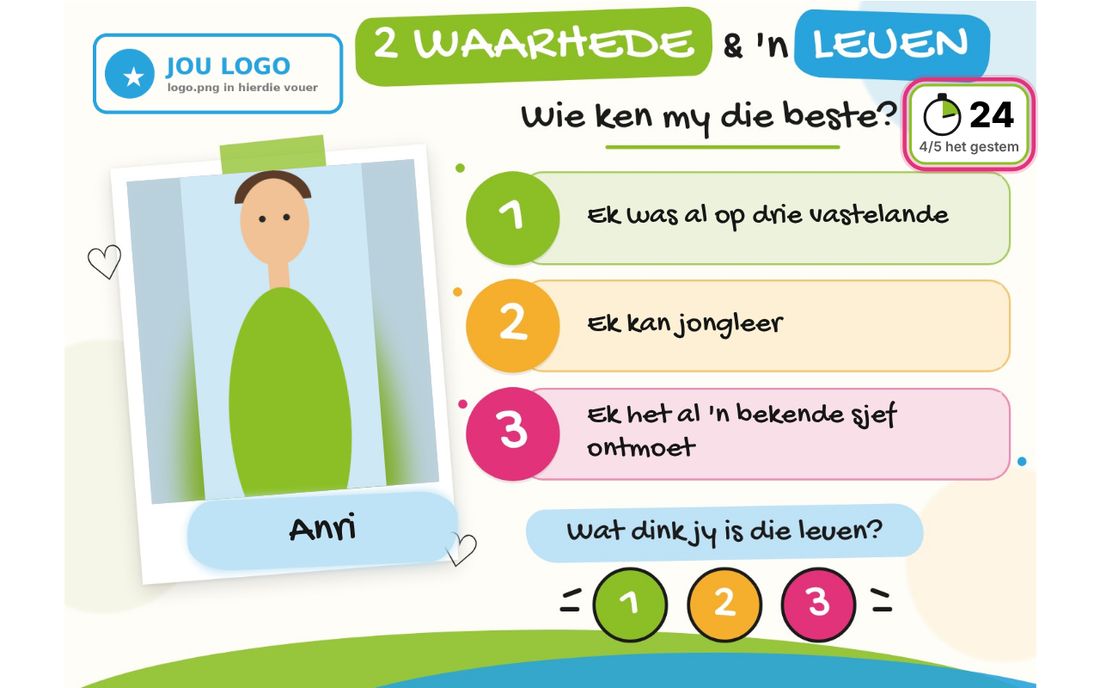 JOU LOGO
logo.png in hierdie vouer
2 WAARHEDE & 'n LEUEN
Wie ken my die beste?
24
4/5 het gestem
1
Ek was al op drie vastelande
2
Ek kan jongleer
3
Ek het al 'n bekende sjef
ontmoet
Anri
Wat dink jy is die leuen?
1 2 3